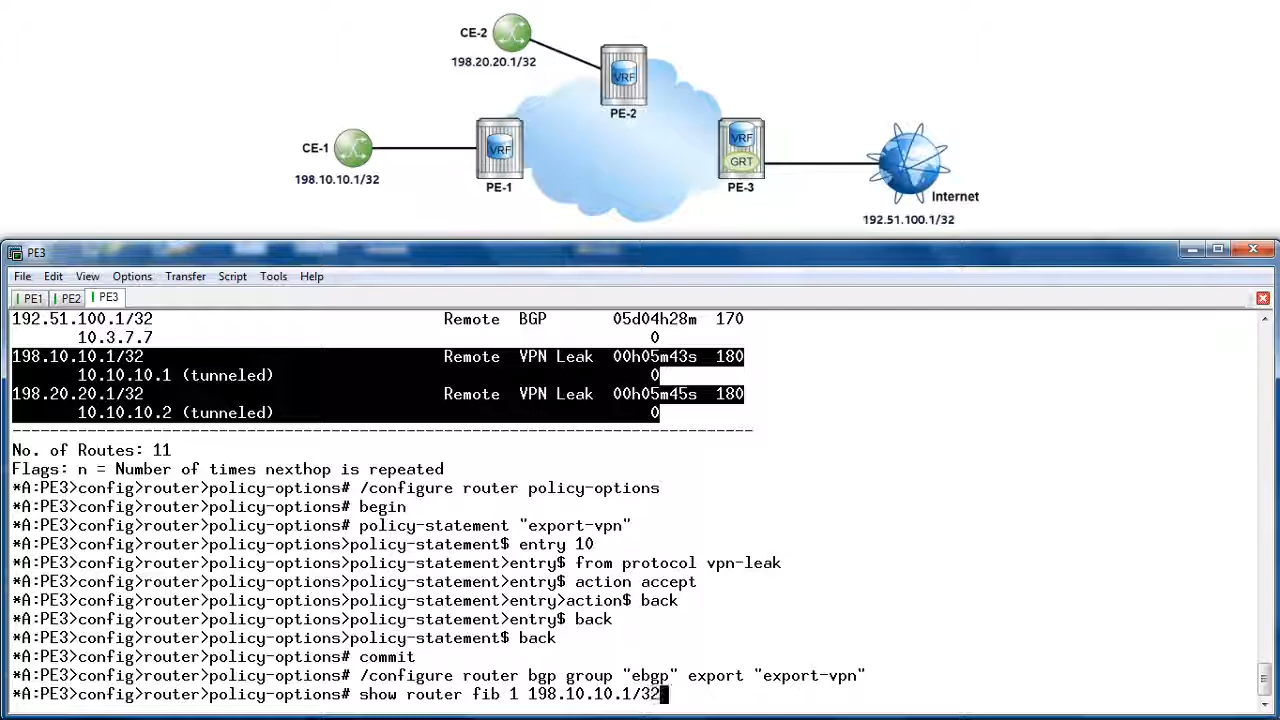 CE-2
198.20.20.1/32
VRF
PE-2
CE-1
198.10.10.1/32
VRF
PE-1
VRF
GRT
PE-3
Internet
192.51.100.1/32
PE3
File Edit View Options Transfer Script Tools Help
PE1 PE2 PE3
192.51.100.1/32 Remote BGP 05d04h28m 170
10.3.7.7 0
198.10.10.1/32 Remote VPN Leak 00h05m43s 180
10.10.10.1 (tunneled) 0
198.20.20.1/32 Remote VPN Leak 00h05m45s 180
10.10.10.2 (tunneled) 0
-------------------------------------------------------------------------------
No. of Routes: 11
Flags: n = Number of times nexthop is repeated
*A:PE3>config>router>policy-options# /configure router policy-options
*A:PE3>config>router>policy-options# begin
*A:PE3>config>router>policy-options# policy-statement "export-vpn"
*A:PE3>config>router>policy-options>policy-statement$ entry 10
*A:PE3>config>router>policy-options>policy-statement>entry$ from protocol vpn-leak
*A:PE3>config>router>policy-options>policy-statement>entry$ action accept
*A:PE3>config>router>policy-options>policy-statement>entry>action$ back
*A:PE3>config>router>policy-options>policy-statement>entry$ back
*A:PE3>config>router>policy-options>policy-statement$ back
*A:PE3>config>router>policy-options# commit
*A:PE3>config>router>policy-options# /configure router bgp group "ebgp" export "export-vpn"
*A:PE3>config>router>policy-options# show router fib 1 198.10.10.1/32